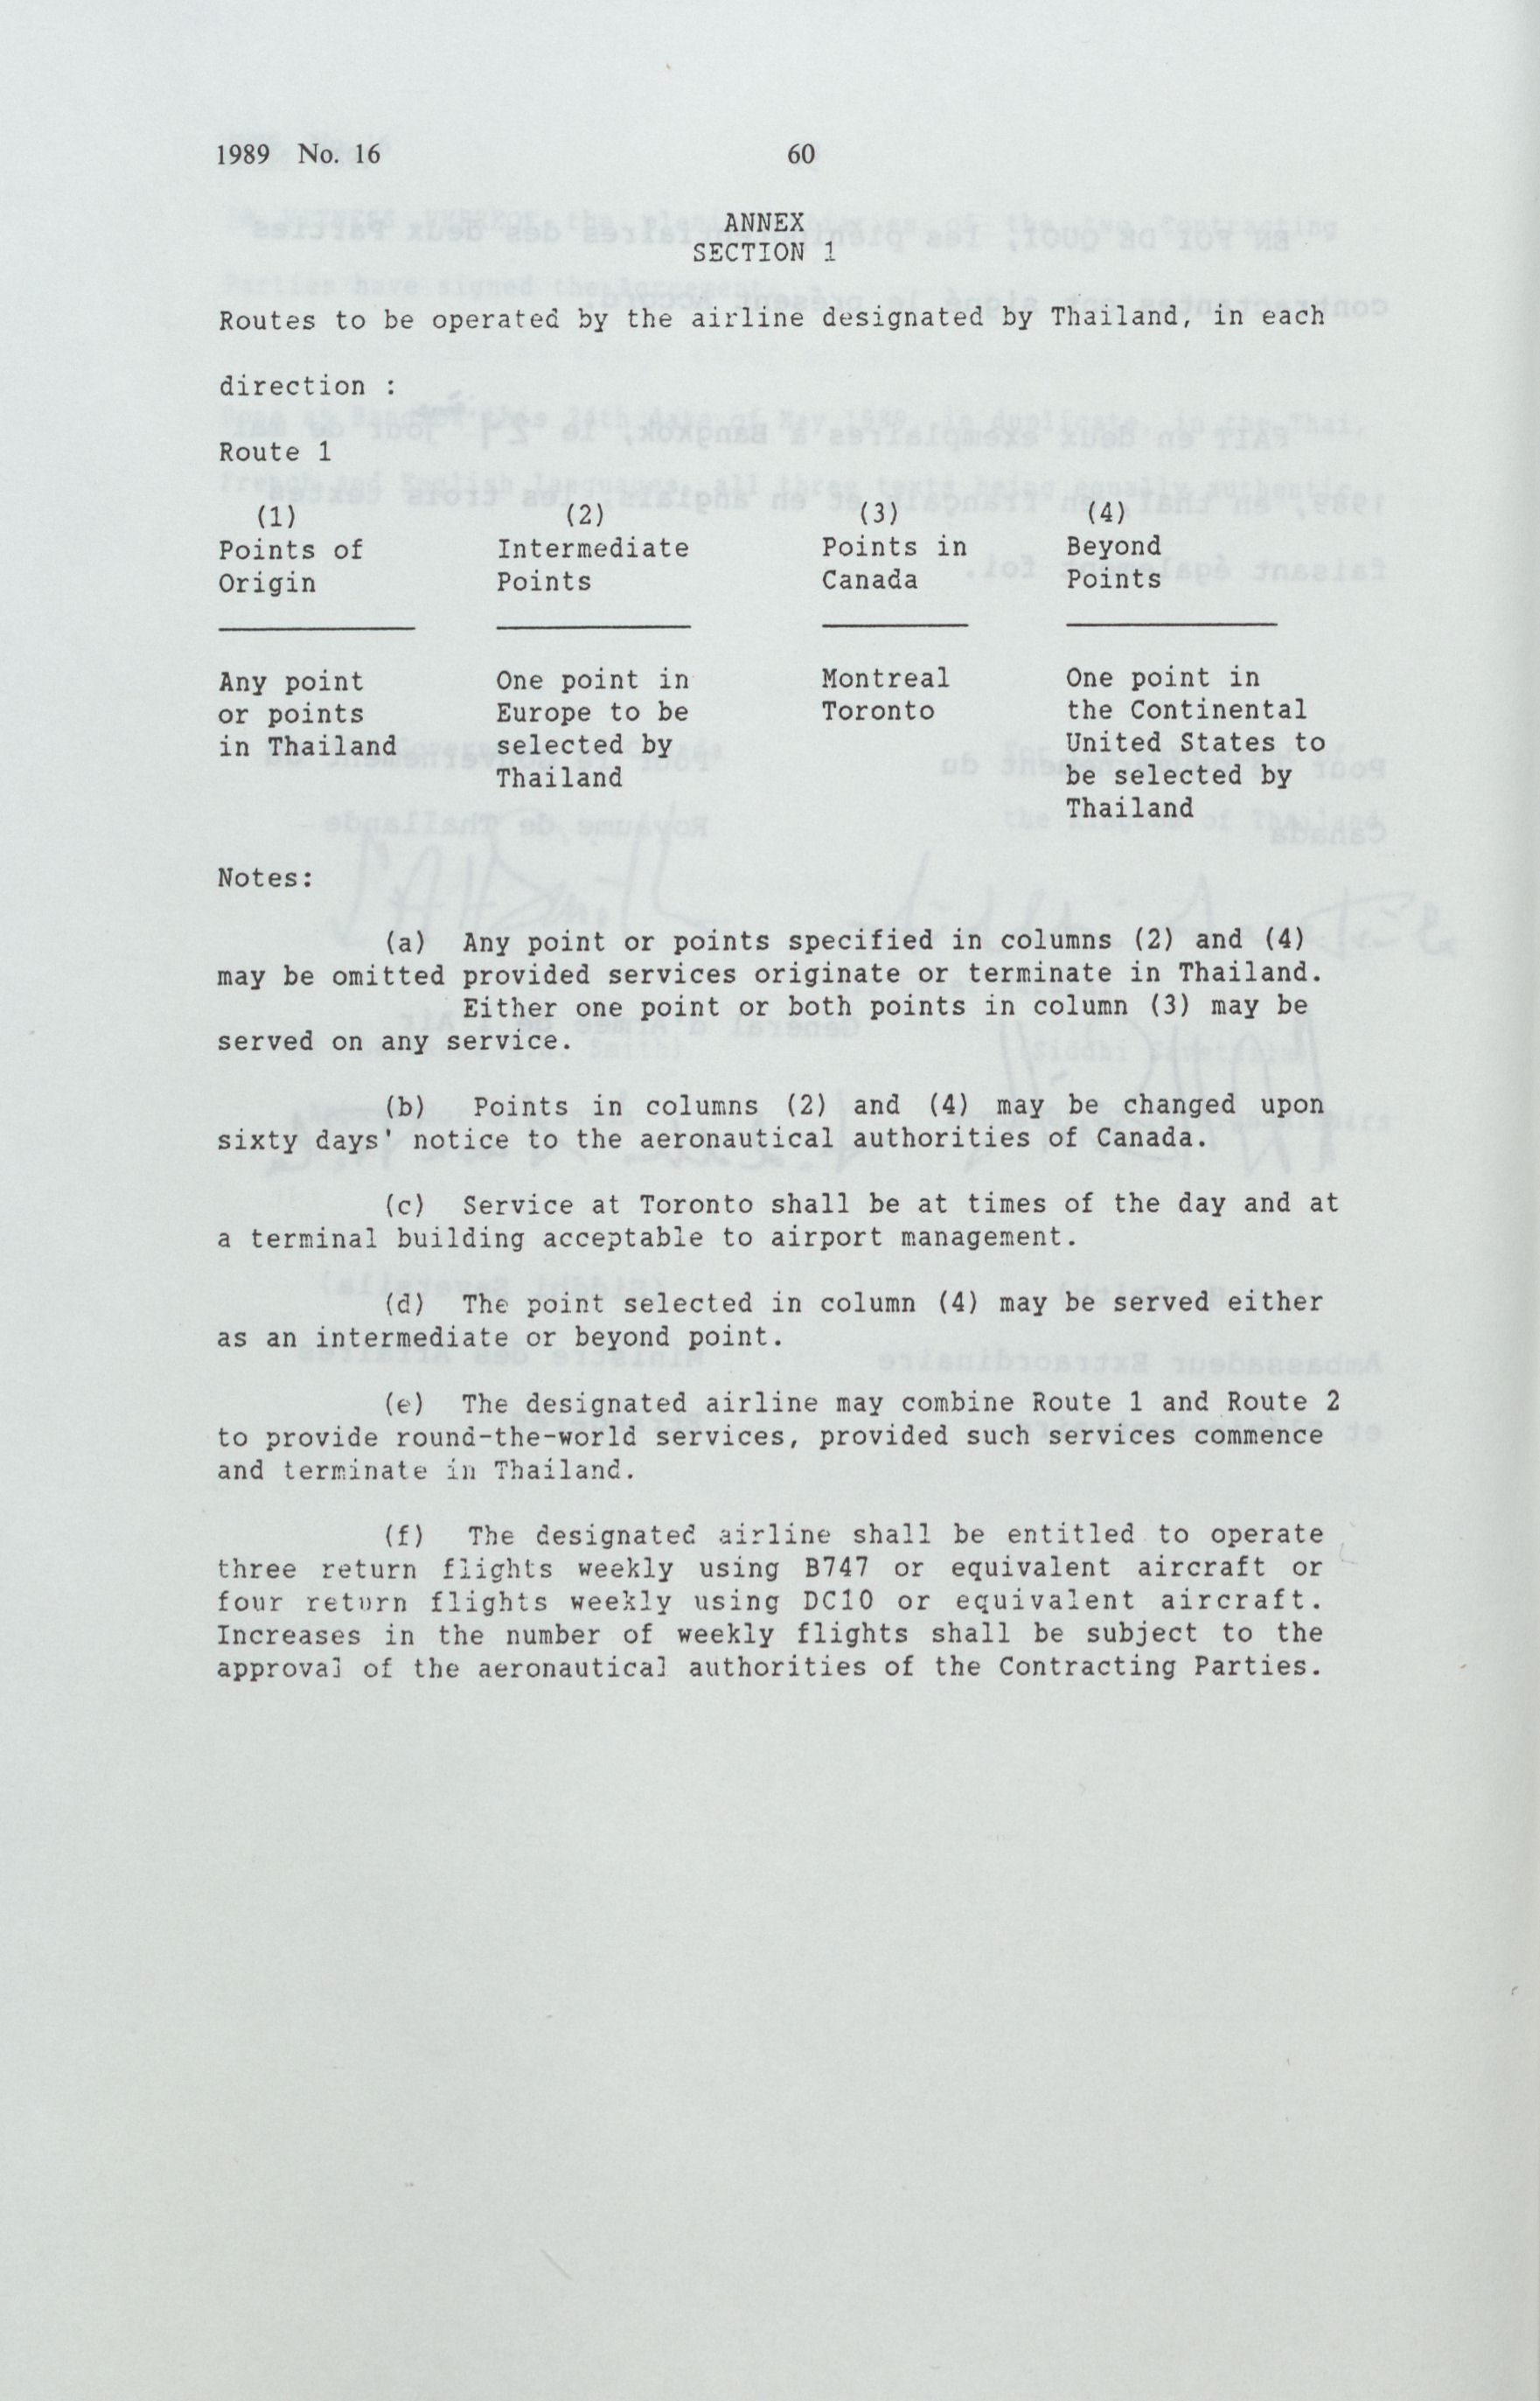 1989 No. 16 60
ANNEX
SECTION 1
Routes to be operated by the airline designated by Thailand, in each
direction :
Route 1
(1) (2) (3) (4)
Points of Intermediate Points in Beyond
Origin Points Canada Points
Any point One point in Montreal One point in
or points Europe to be Toronto the Continental
in Thailand selected by United States to
Thailand be selected by
Thailand
Notes:
(a) Any point or points specified in columns (2) and (4)
may be omitted provided services originate or terminate in Thailand.
Either one point or both points in column (3) may be
served on any service.
(b) Points in columns (2) and (4) may be changed upon
sixty days' notice to the aeronautical authorities of Canada.
(c) Service at Toronto shall be at times of the day and at
a terminal building acceptable to airport management.
(d) The point selected in column (4) may be served either
as an intermediate or beyond point.
(e) The designated airline may combine Route 1 and Route 2
to provide round-the-world services, provided such services commence
and terminate in Thailand.
(f) The designated airline shall be entitled to operate
three return flights weekly using B747 or equivalent aircraft or
four return flights weekly using DC10 or equivalent aircraft.
Increases in the number of weekly flights shall be subject to the
approval of the aeronautical authorities of the Contracting Parties.